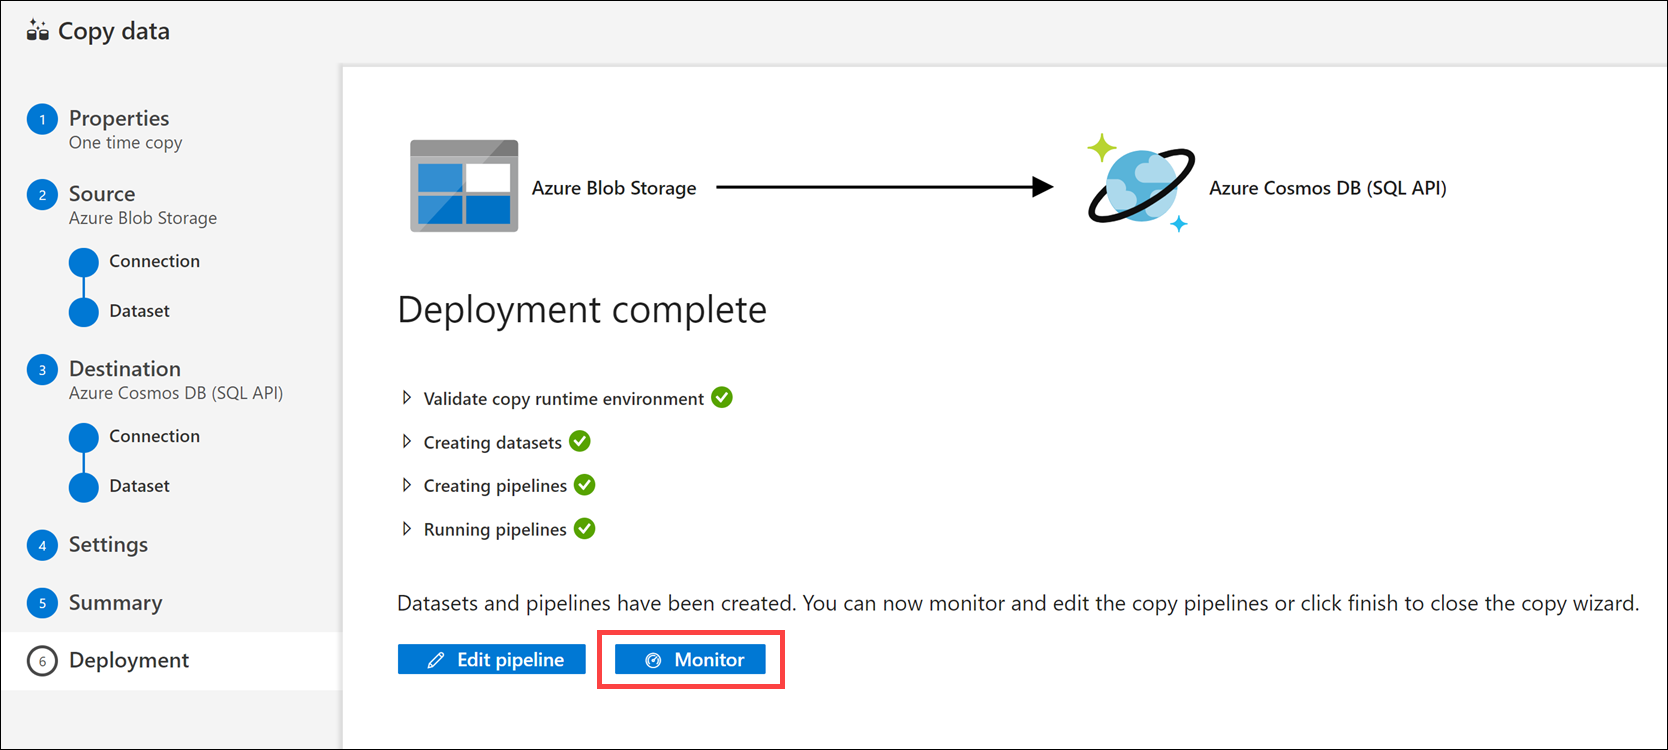 Copy data
1 Properties
One time copy
2 Source
Azure Blob Storage
Connection
Dataset
3 Destination
Azure Cosmos DB (SQL API)
Connection
Dataset
4 Settings
5 Summary
6 Deployment
Azure Blob Storage
Azure Cosmos DB (SQL API)
Deployment complete
Validate copy runtime environment
Creating datasets
Creating pipelines
Running pipelines
Datasets and pipelines have been created. You can now monitor and edit the copy pipelines or click finish to close the copy wizard.
Edit pipeline
Monitor